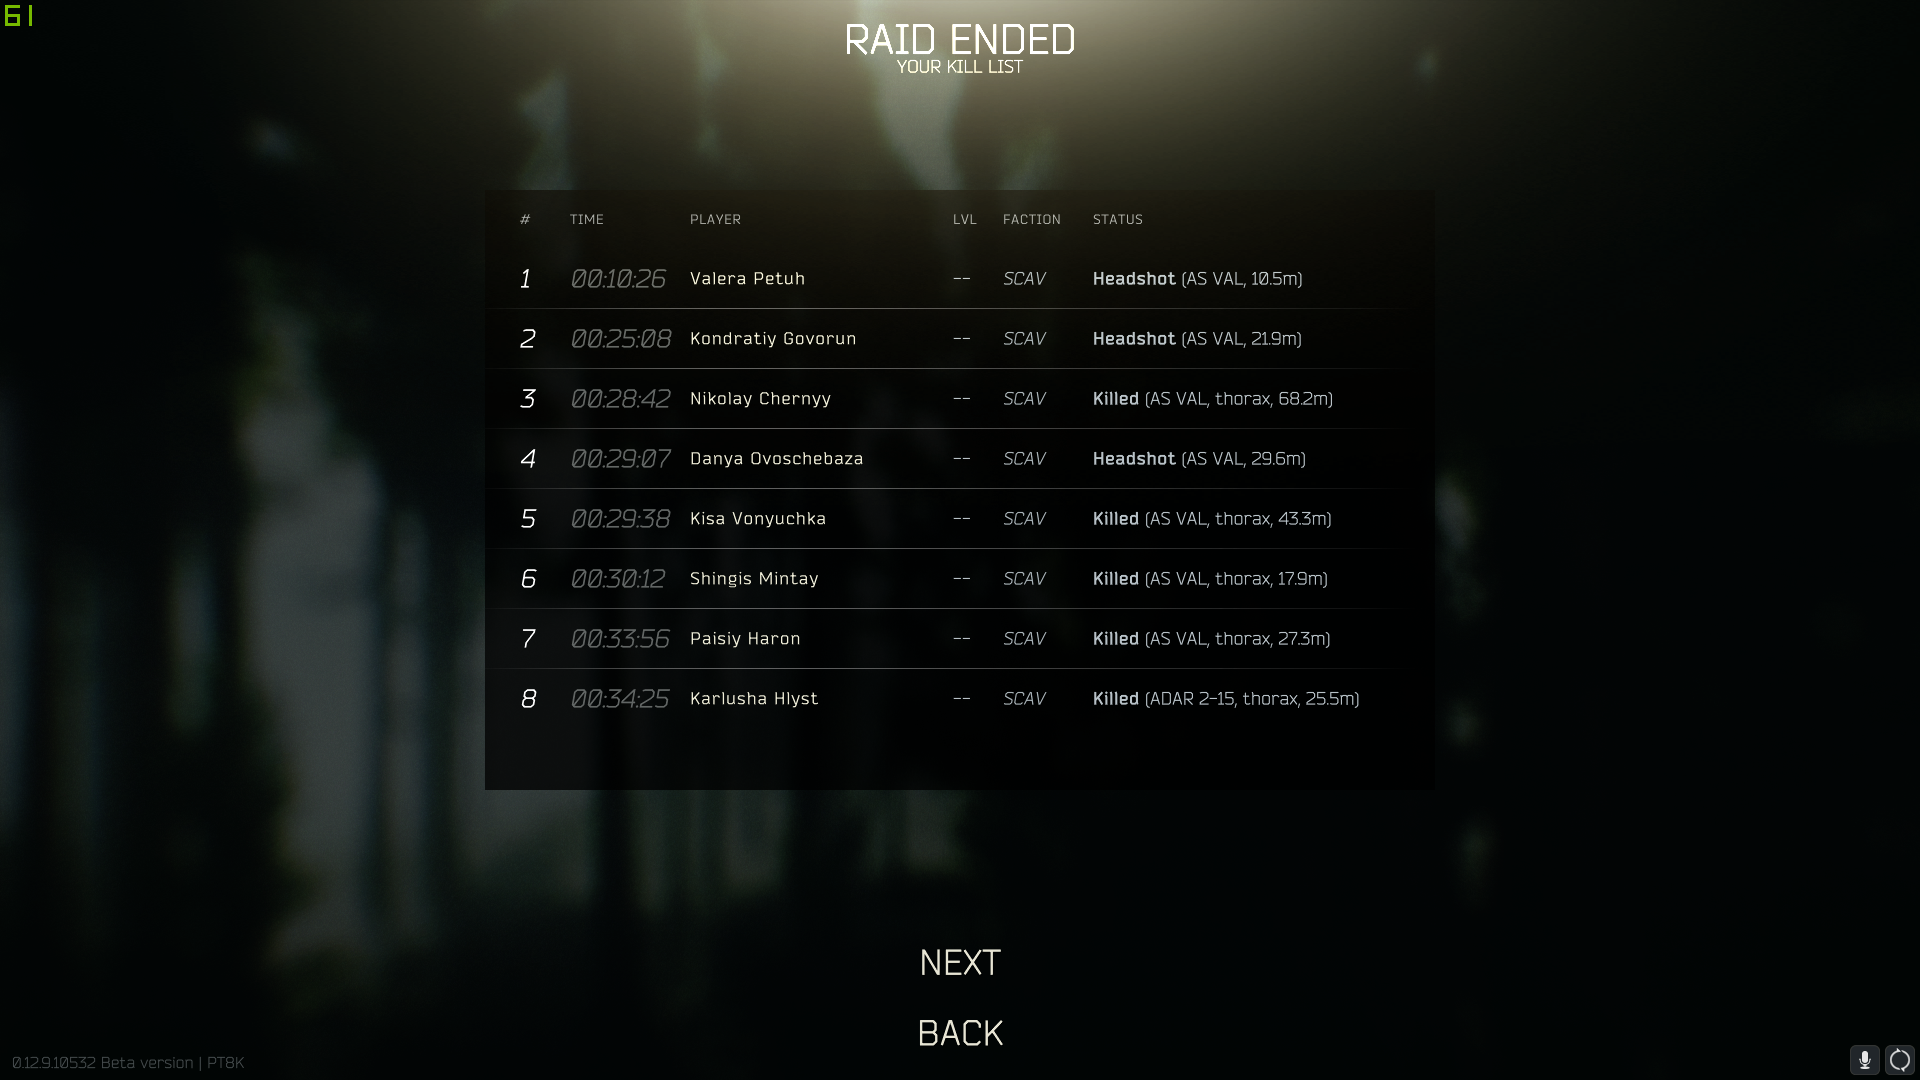 61
RAID ENDED
YOUR KILL LIST
# TIME PLAYER LVL FACTION STATUS
1 00:10:26 Valera Petuh -- SCAV Headshot (AS VAL, 10.5m)
2 00:25:08 Kondratiy Govorun -- SCAV Headshot (AS VAL, 21.9m)
3 00:28:42 Nikolay Chernyy -- SCAV Killed (AS VAL, thorax, 68.2m)
4 00:29:07 Danya Ovoschebaza -- SCAV Headshot (AS VAL, 29.6m)
5 00:29:38 Kisa Vonyuchka -- SCAV Killed (AS VAL, thorax, 43.3m)
6 00:30:12 Shingis Mintay -- SCAV Killed (AS VAL, thorax, 17.9m)
7 00:33:56 Paisiy Haron -- SCAV Killed (AS VAL, thorax, 27.3m)
8 00:34:25 Karlusha Hlyst -- SCAV Killed (ADAR 2-15, thorax, 25.5m)
NEXT
BACK
0.12.9.10532 Beta version | PT8K